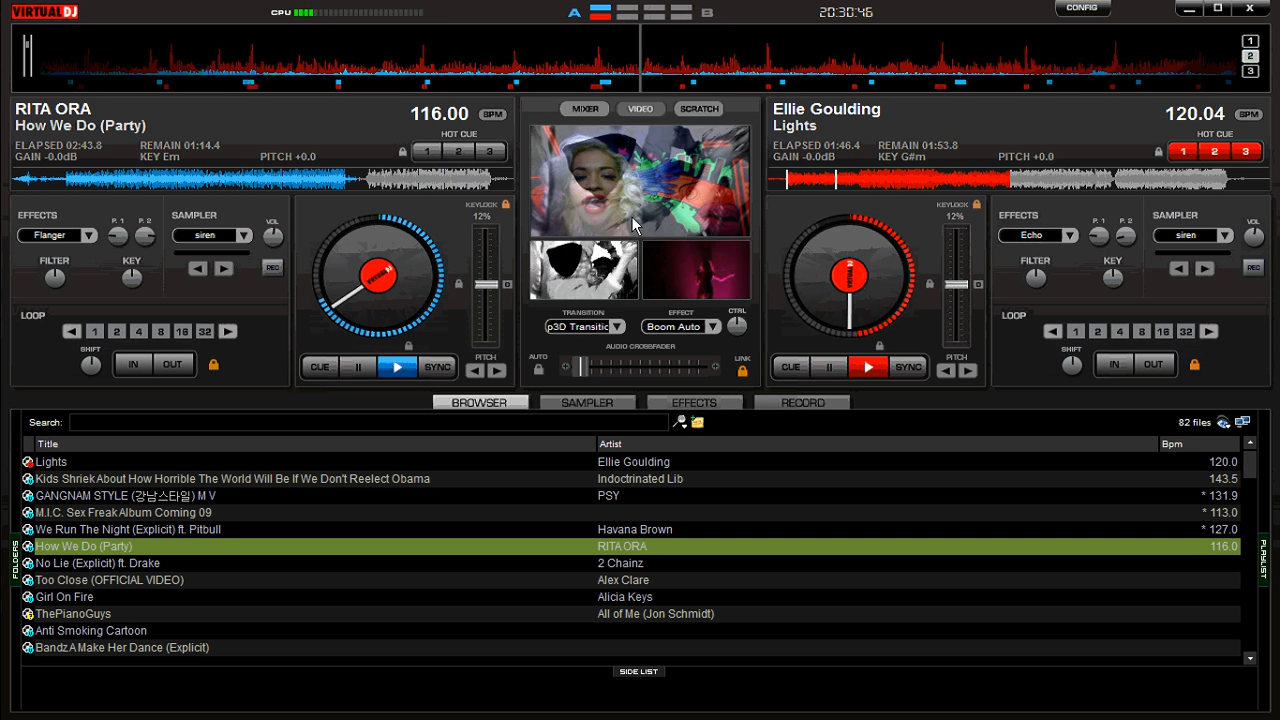 VIRTUAL DJ
CPU
A
B
20:30:46
CONFIG
1
2
3
RITA ORA
How We Do (Party)
116.00 BPM
ELAPSED 02:43.8 REMAIN 01:14.4
GAIN -0.0dB KEY Em PITCH +0.0
HOT CUE
1 2 3
MIXER VIDEO SCRATCH
Ellie Goulding
Lights
120.04 BPM
ELAPSED 01:46.4 REMAIN 01:53.8
GAIN -0.0dB KEY G#m PITCH +0.0
HOT CUE
1 2 3
EFFECTS
P. 1 P. 2
Flanger
FILTER KEY
SAMPLER
VOL
siren
REC
LOOP
1 2 4 8 16 32
SHIFT
IN OUT
KEYLOCK
12%
VIRTUAL DJ
CUE SYNC
PITCH
TRANSITION EFFECT CTRL
p3D Transitic Boom Auto
AUDIO CROSSFADER
AUTO LINK
KEYLOCK
12%
CUE SYNC
PITCH
EFFECTS
P. 1 P. 2
Echo
FILTER KEY
SAMPLER
VOL
siren
REC
LOOP
1 2 4 8 16 32
SHIFT
IN OUT
BROWSER SAMPLER EFFECTS RECORD
Search:
82 files
Title Artist Bpm
Lights Ellie Goulding 120.0
Kids Shriek About How Horrible The World Will Be If We Don't Reelect Obama Indoctrinated Lib 143.5
GANGNAM STYLE (강남스타일) M V PSY * 131.9
M.I.C. Sex Freak Album Coming 09 * 113.0
We Run The Night (Explicit) ft. Pitbull Havana Brown * 127.0
How We Do (Party) RITA ORA 116.0
No Lie (Explicit) ft. Drake 2 Chainz
Too Close (OFFICIAL VIDEO) Alex Clare
Girl On Fire Alicia Keys
ThePianoGuys All of Me (Jon Schmidt)
Anti Smoking Cartoon
Bandz A Make Her Dance (Explicit)
FOLDERS
PLAYLIST
SIDE LIST